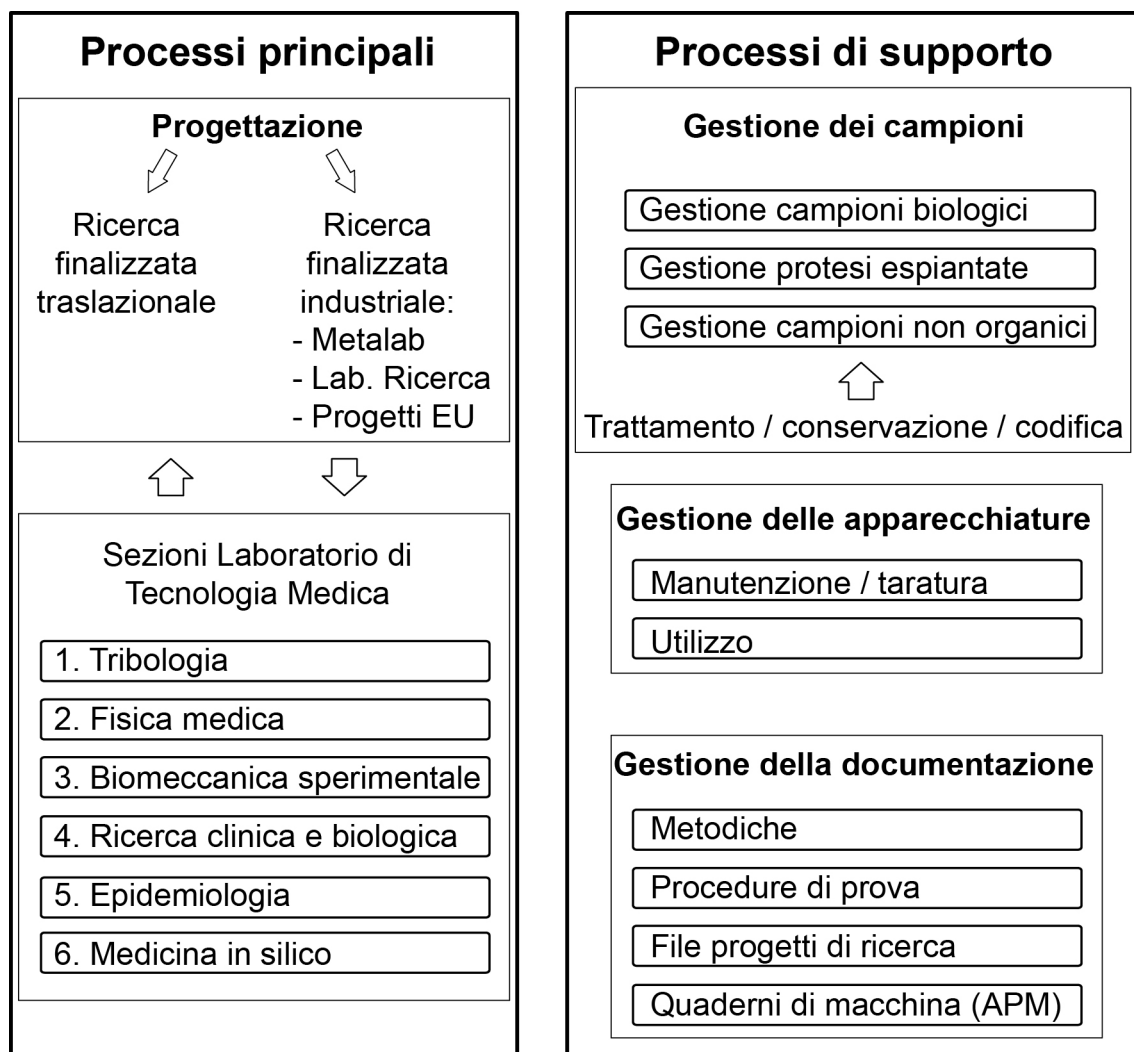 Processi principali
Progettazione
Ricerca
finalizzata
traslazionale
Ricerca
finalizzata
industriale:
- Metalab
- Lab. Ricerca
- Progetti EU
Sezioni Laboratorio di
Tecnologia Medica
1. Tribologia
2. Fisica medica
3. Biomeccanica sperimentale
4. Ricerca clinica e biologica
5. Epidemiologia
6. Medicina in silico
Processi di supporto
Gestione dei campioni
Gestione campioni biologici
Gestione protesi espiantate
Gestione campioni non organici
Trattamento / conservazione / codifica
Gestione delle apparecchiature
Manutenzione / taratura
Utilizzo
Gestione della documentazione
Metodiche
Procedure di prova
File progetti di ricerca
Quaderni di macchina (APM)